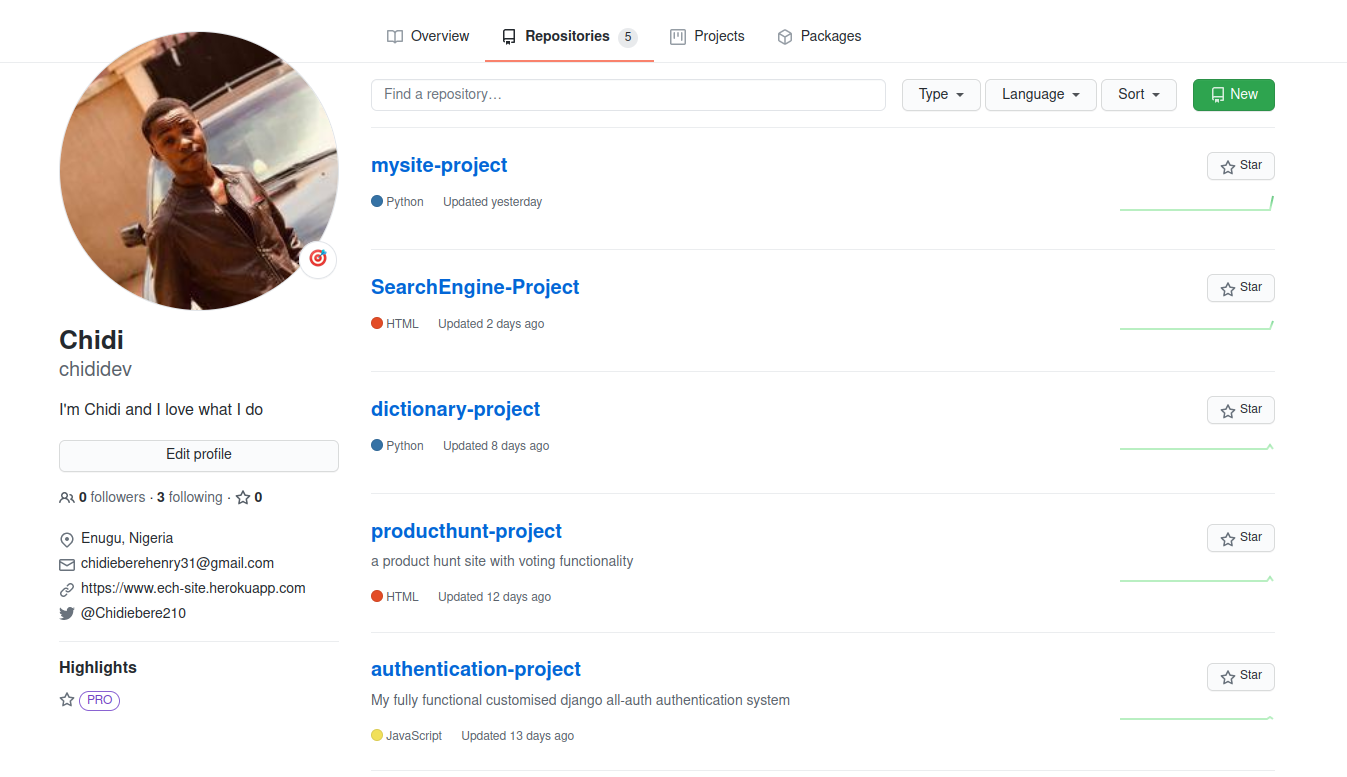 Overview Repositories 5 Projects Packages
Find a repository… Type Language Sort New
Chidi
chididev
I'm Chidi and I love what I do
Edit profile
0 followers · 3 following · 0
Enugu, Nigeria
chidieberehenry31@gmail.com
https://www.ech-site.herokuapp.com
@Chidiebere210
Highlights
PRO
mysite-project
Star
Python Updated yesterday
SearchEngine-Project
Star
HTML Updated 2 days ago
dictionary-project
Star
Python Updated 8 days ago
producthunt-project
Star
a product hunt site with voting functionality
HTML Updated 12 days ago
authentication-project
Star
My fully functional customised django all-auth authentication system
JavaScript Updated 13 days ago